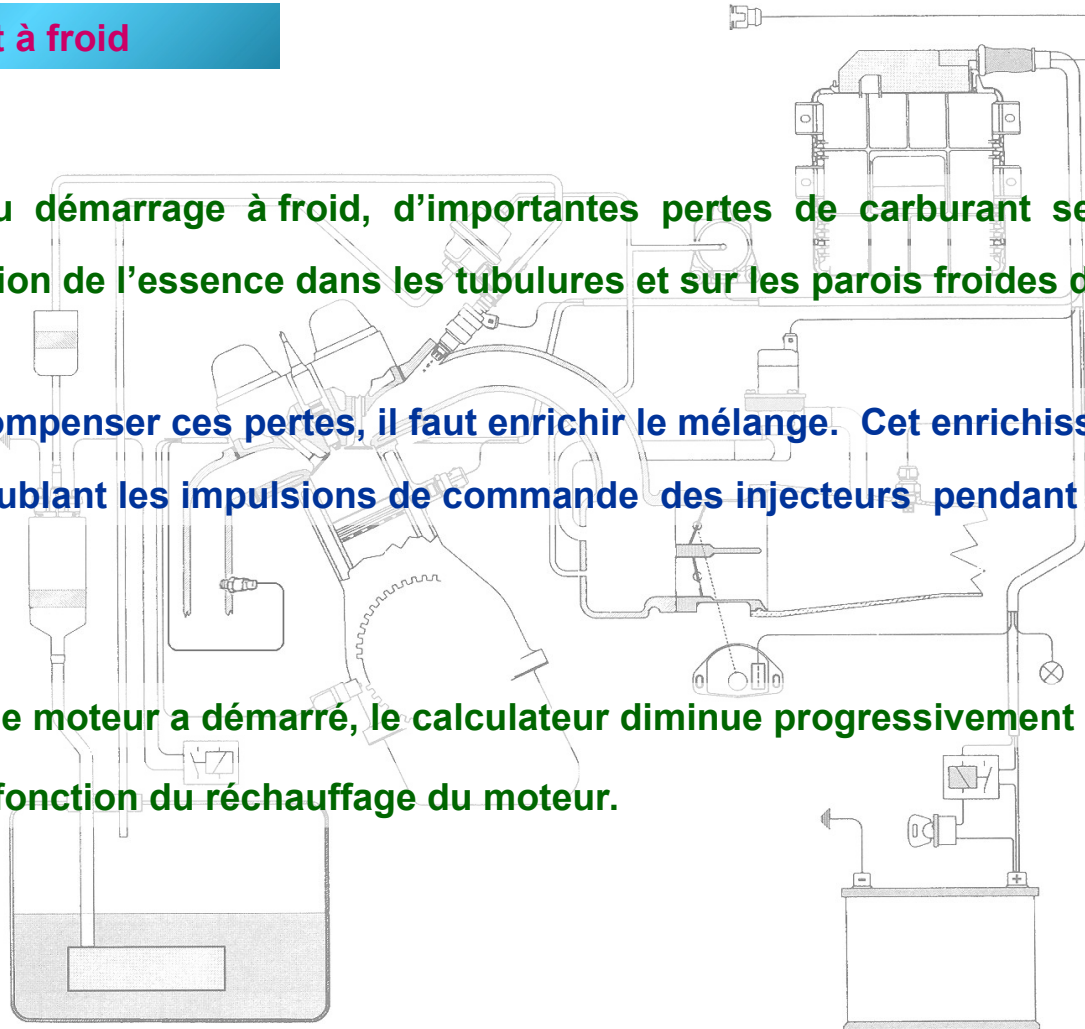 t à froid
u démarrage à froid, d’importantes pertes de carburant se
ion de l’essence dans les tubulures et sur les parois froides d
ompenser ces pertes, il faut enrichir le mélange. Cet enrichiss
ublant les impulsions de commande des injecteurs pendant
e moteur a démarré, le calculateur diminue progressivement
fonction du réchauffage du moteur.
- +